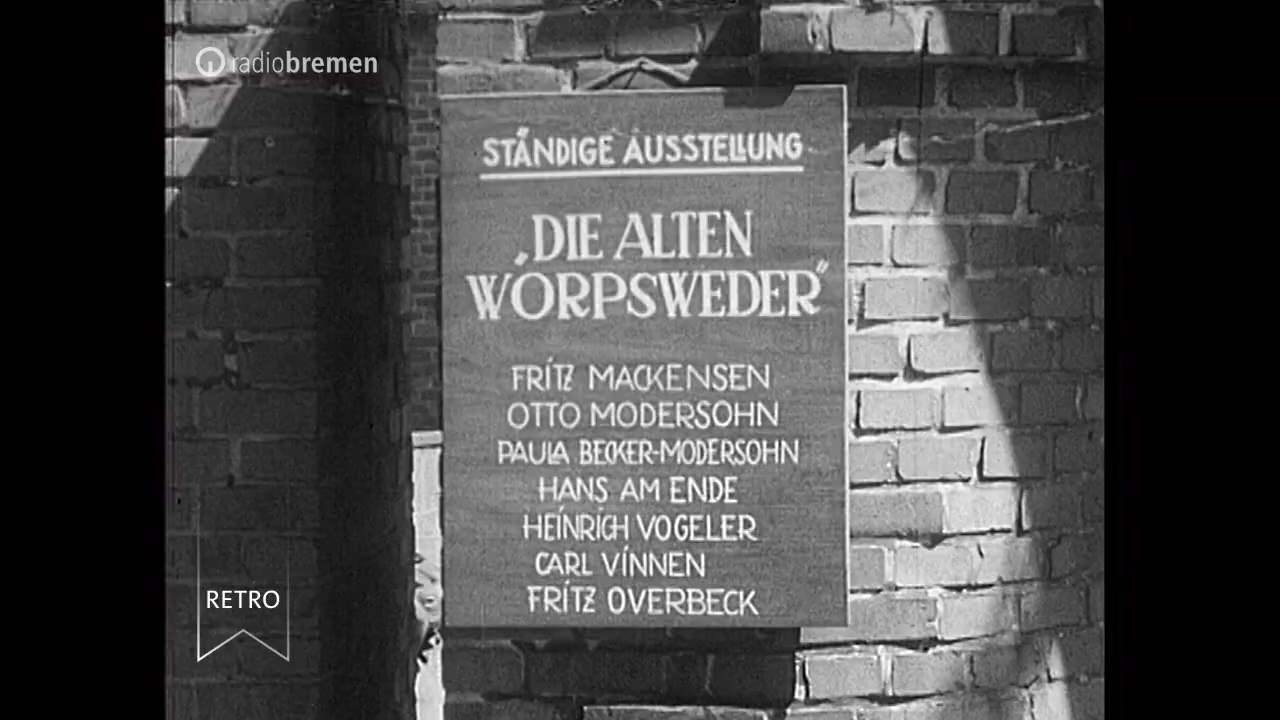 radiobremen
STÄNDIGE AUSSTELLUNG
„DIE ALTEN
WORPSWEDER"
FRITZ MACKENSEN
OTTO MODERSOHN
PAULA BECKER-MODERSOHN
HANS AM ENDE
HEINRICH VOGELER
CARL VINNEN
FRITZ OVERBECK
RETRO